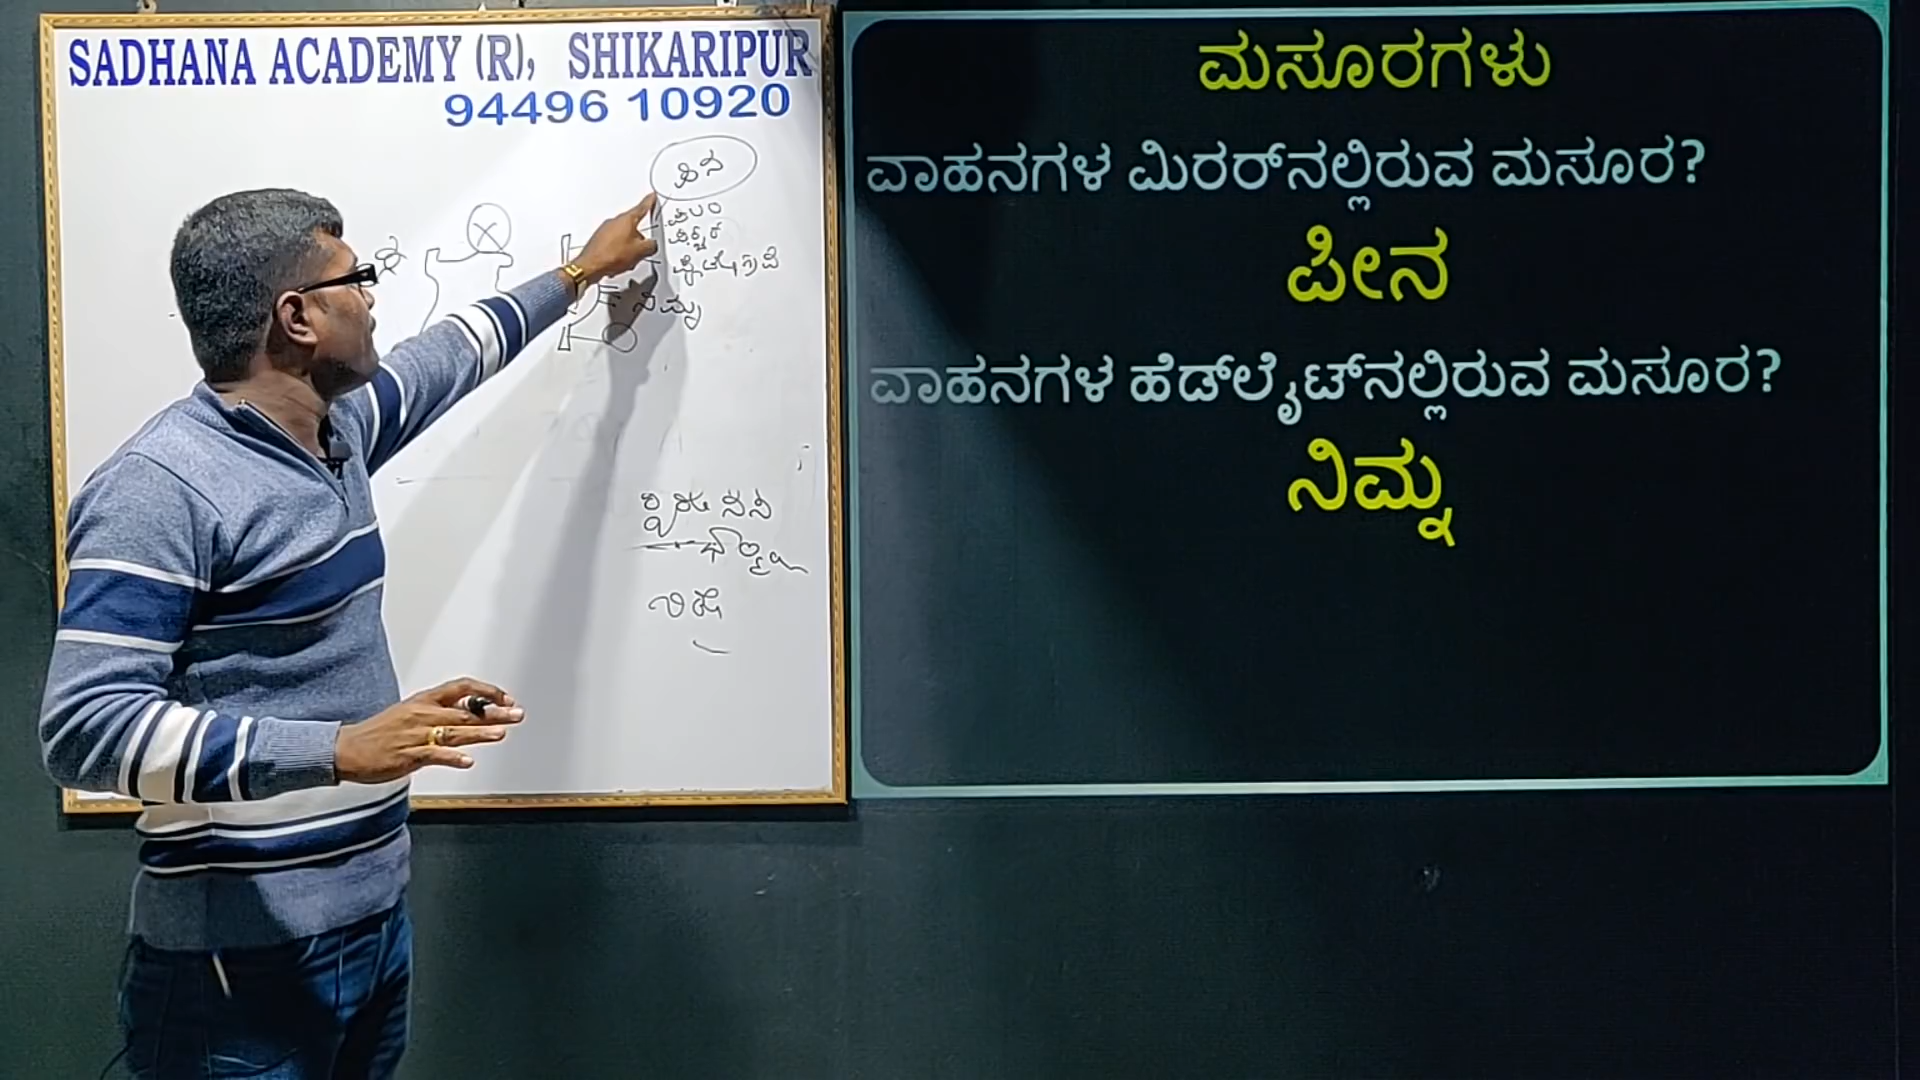 SADHANA ACADEMY (R), SHIKARIPUR
94496 10920
ಪೀನ
ನಿಮ್ನ
ಮಸೂರಗಳು
ವಾಹನಗಳ ಮಿರರ್‌ನಲ್ಲಿರುವ ಮಸೂರ?
ಪೀನ
ವಾಹನಗಳ ಹೆಡ್‌ಲೈಟ್‌ನಲ್ಲಿರುವ ಮಸೂರ?
ನಿಮ್ನ